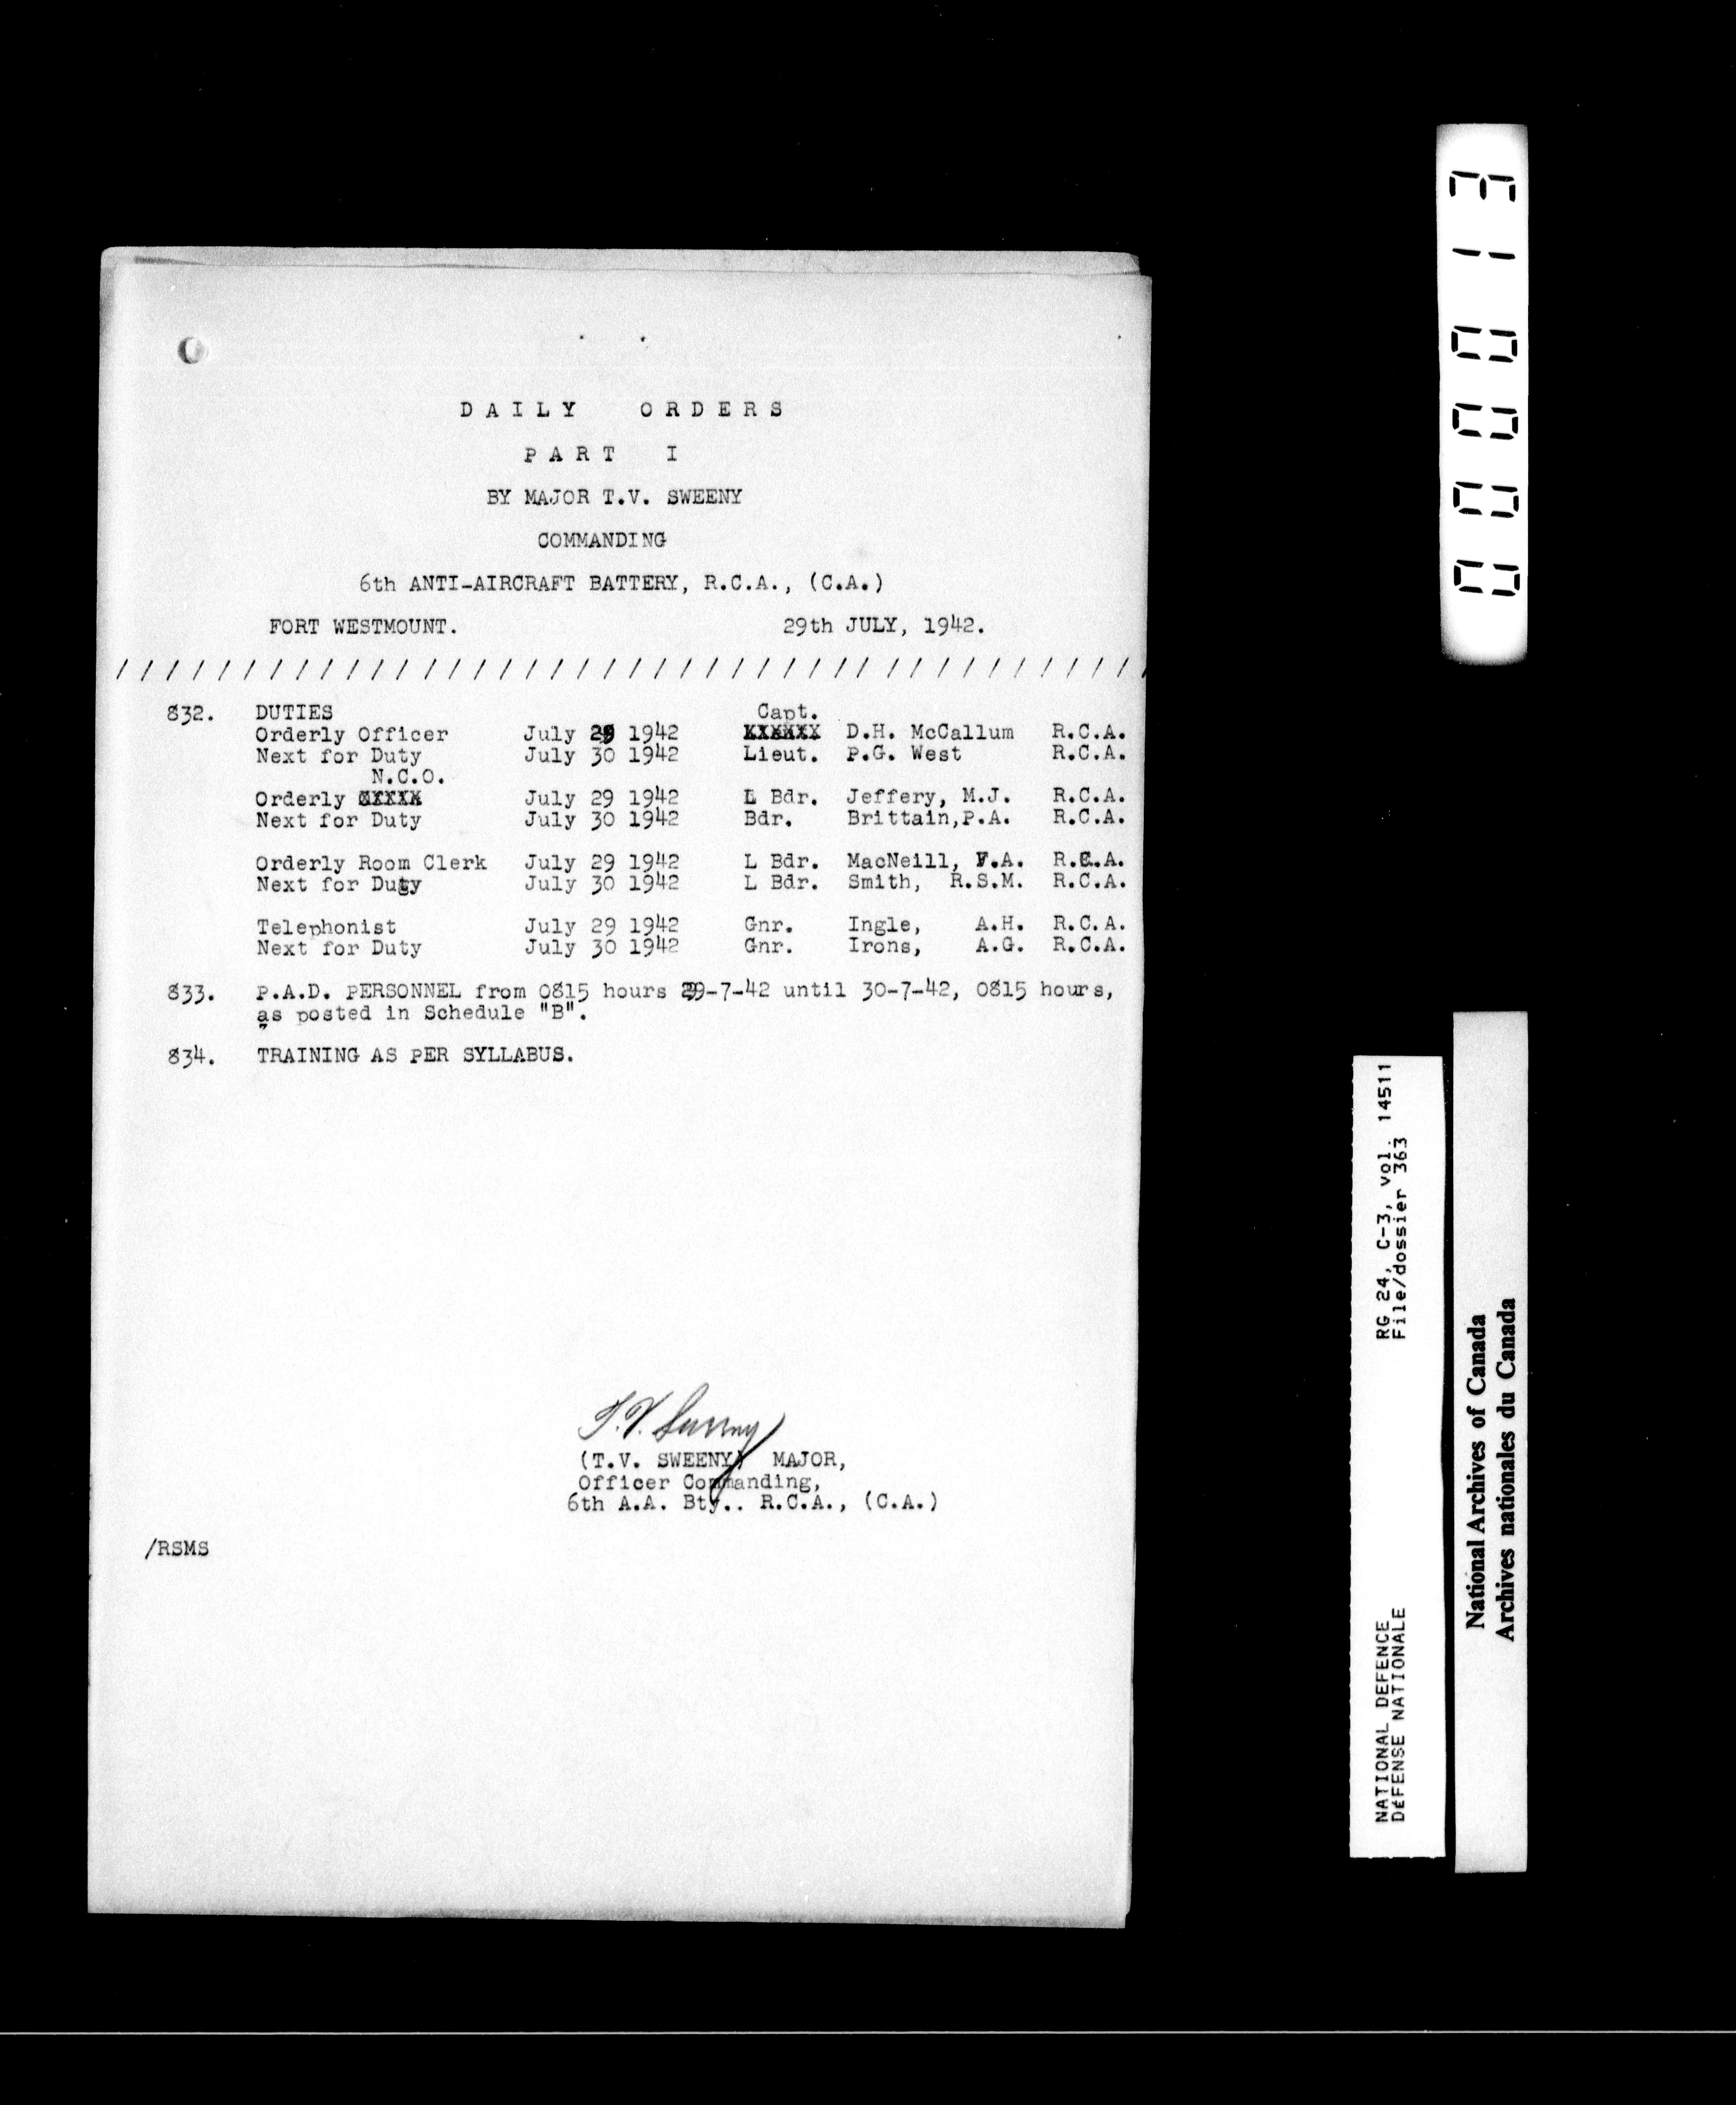 DAILY ORDERS
PART I
BY MAJOR T.V. SWEENY
COMMANDING
6th ANTI-AIRCRAFT BATTERY, R.C.A., (C.A.)
FORT WESTMOUNT. 29th JULY, 1942.
/ / / / / / / / / / / / / / / / / / / / / / / / / / / / / / / / / / / / / / / / /
832. DUTIES Capt.
Orderly Officer July 29 1942 XXXXXX D.H. McCallum R.C.A.
Next for Duty July 30 1942 Lieut. P.G. West R.C.A.
N.C.O.
Orderly XXXXX July 29 1942 L Bdr. Jeffery, M.J. R.C.A.
Next for Duty July 30 1942 Bdr. Brittain,P.A. R.C.A.
Orderly Room Clerk July 29 1942 L Bdr. MacNeill, F.A. R.C.A.
Next for Duty July 30 1942 L Bdr. Smith, R.S.M. R.C.A.
Telephonist July 29 1942 Gnr. Ingle, A.H. R.C.A.
Next for Duty July 30 1942 Gnr. Irons, A.G. R.C.A.
833. P.A.D. PERSONNEL from 0815 hours 29-7-42 until 30-7-42, 0815 hours,
as posted in Schedule "B".
834. TRAINING AS PER SYLLABUS.
T.V. Sweeny
(T.V. SWEENY) MAJOR,
Officer Commanding,
6th A.A. Bty.. R.C.A., (C.A.)
/RSMS
000013
RG 24, C-3, vol. 14511
File/dossier 363
NATIONAL DEFENCE
DéFENSE NATIONALE
National Archives of Canada
Archives nationales du Canada